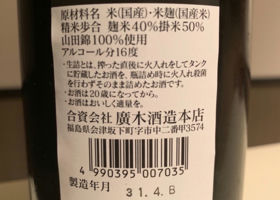 原材料名 米(国産)・米麹(国産米)
精米歩合 麹米40%掛米50%
山田錦100%使用
アルコール分16度
・生詰とは、搾った直後に火入れをしてタンク
に貯蔵したお酒を、瓶詰め時に火入れ殺菌
を行わずそのまま詰めたお酒です。
・お酒は20歳になってから。
・お酒はおいしく適量を。
合資会社 廣木酒造本店
福島県会津坂下町字市中二番甲3574
4 990395 007035
製造年月 31.4.B